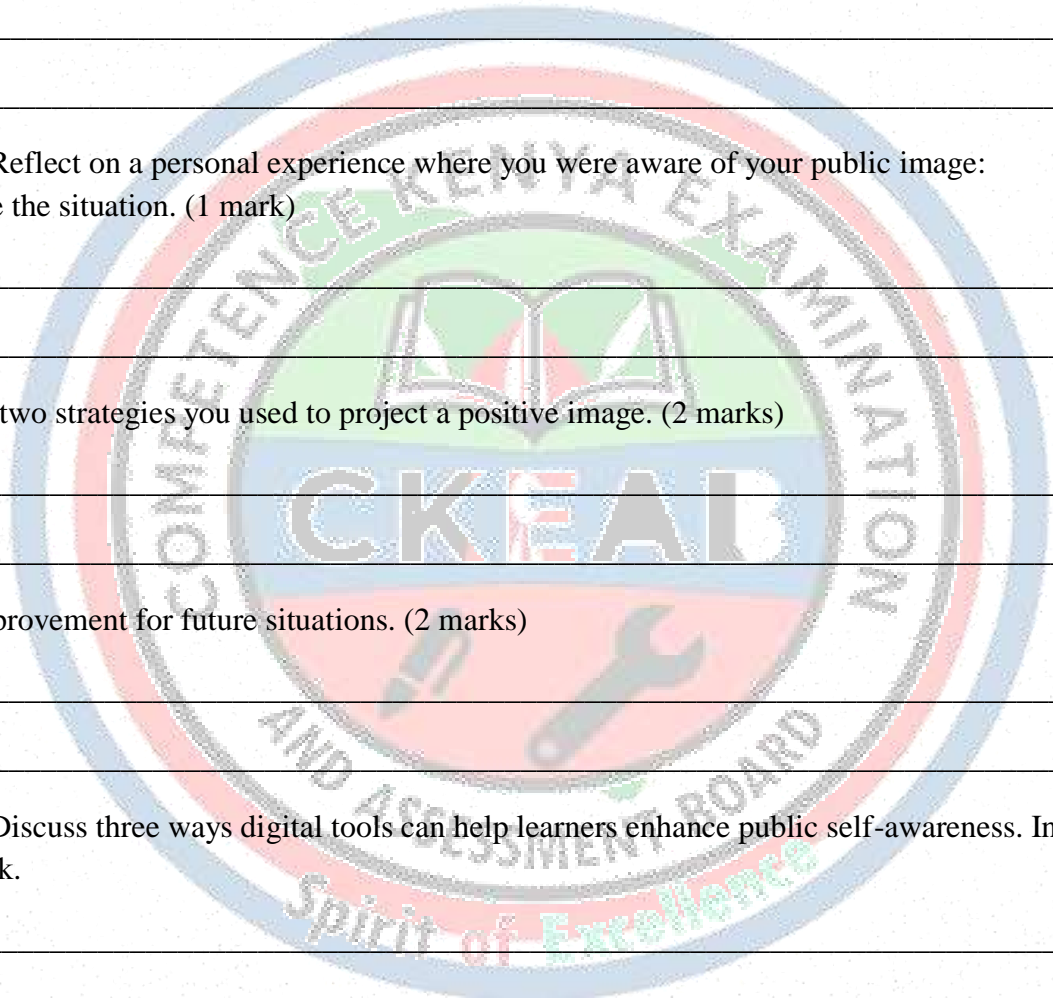 Reflect on a personal experience where you were aware of your public image:
e the situation. (1 mark)
two strategies you used to project a positive image. (2 marks)
provement for future situations. (2 marks)
Discuss three ways digital tools can help learners enhance public self-awareness. In
k.
COMPETENCE KENYA EXAMINATION
AND ASSESSMENT BOARD
CKEAB
Spirit of Excellence